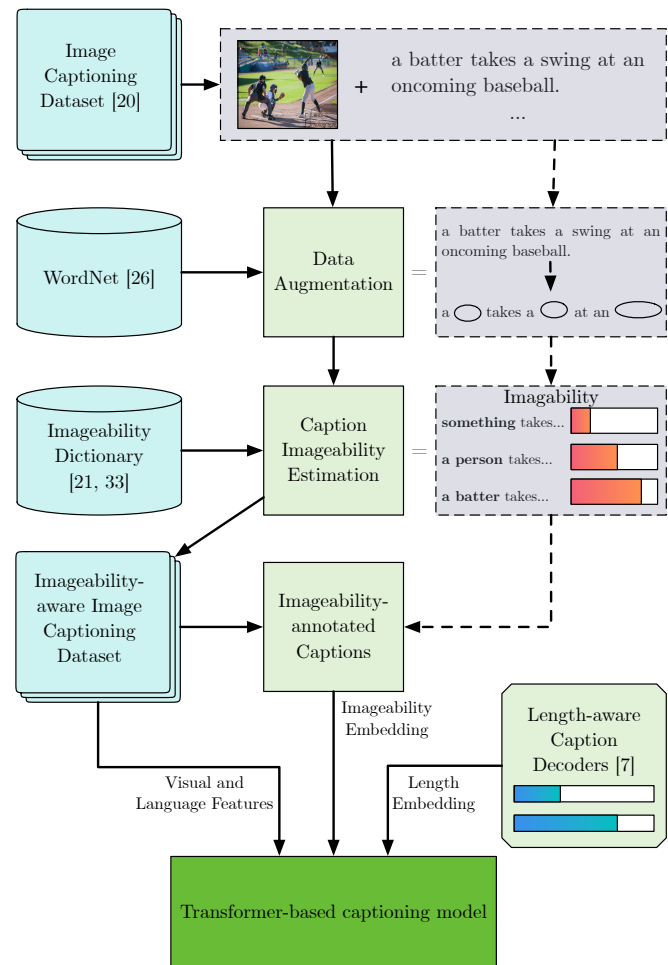 Image
Captioning
Dataset [20]
+
a batter takes a swing at an
oncoming baseball.
...
WordNet [26]
Data
Augmentation
=
a batter takes a swing at an
oncoming baseball.
a takes a at an
Imageability
Dictionary
[21, 33]
Caption
Imageability
Estimation
=
Imagability
something takes...
a person takes...
a batter takes...
Imageability-
aware Image
Captioning
Dataset
Imageability-
annotated
Captions
Length-aware
Caption
Decoders [7]
Imageability
Embedding
Visual and
Language Features
Length
Embedding
Transformer-based captioning model